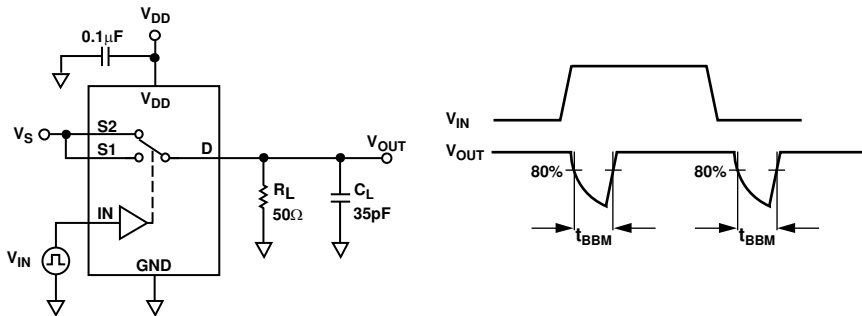 V_DD
0.1µF
V_DD
V_S
S2
S1
D
V_OUT
R_L
50Ω
C_L
35pF
IN
V_IN
GND
V_IN
V_OUT
80%
80%
t_BBM
t_BBM